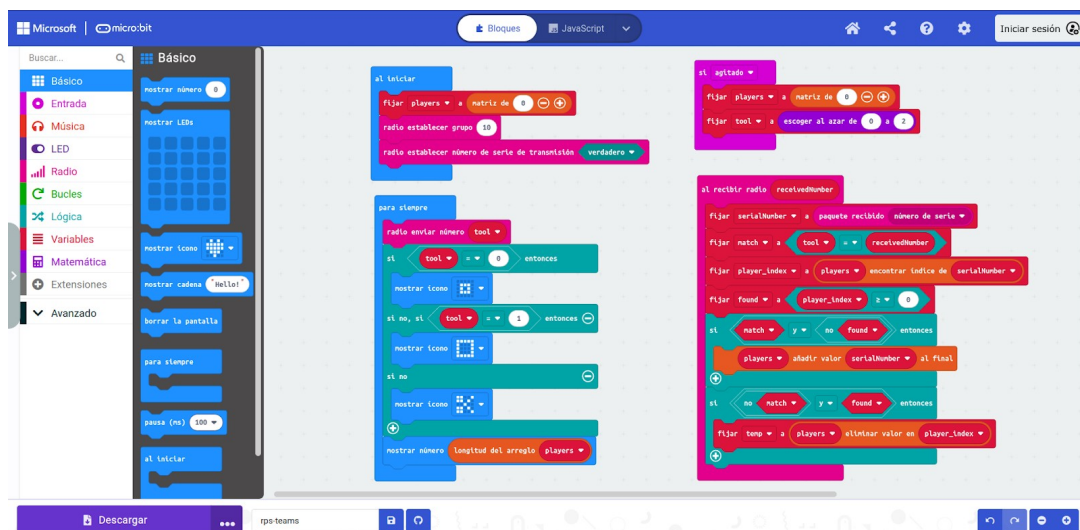 Microsoft | micro:bit
Bloques
JavaScript
Iniciar sesión
Buscar...
Básico
Entrada
Música
LED
Radio
Bucles
Lógica
Variables
Matemática
Extensiones
Avanzado
Básico
mostrar número 0
mostrar LEDs
mostrar ícono
mostrar cadena "Hello!"
borrar la pantalla
para siempre
pausa (ms) 100
al iniciar
al iniciar
fijar players a matriz de 0
radio establecer grupo 10
radio establecer número de serie de transmisión verdadero
para siempre
radio enviar número tool
si tool = 0 entonces
mostrar ícono
si no, si tool = 1 entonces
mostrar ícono
si no
mostrar ícono
mostrar número longitud del arreglo players
si agitado
fijar players a matriz de 0
fijar tool a escoger al azar de 0 a 2
al recibir radio receivedNumber
fijar serialNumber a paquete recibido número de serie
fijar match a tool = receivedNumber
fijar player_index a players encontrar índice de serialNumber
fijar found a player_index ≥ 0
si match y no found entonces
players añadir valor serialNumber al final
si no match y found entonces
fijar temp a players eliminar valor en player_index
Descargar
rps-teams